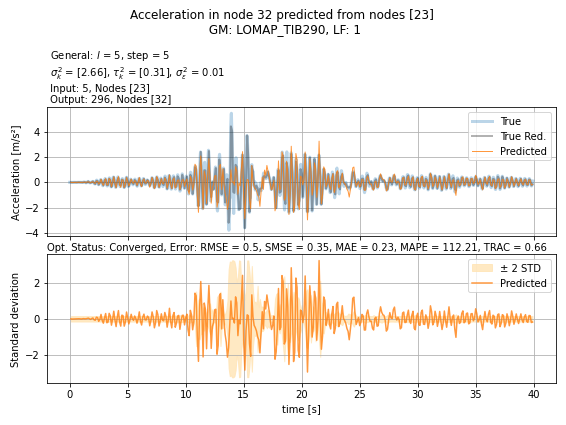 Acceleration in node 32 predicted from nodes [23]
GM: LOMAP_TIB290, LF: 1
General: l = 5, step = 5
σ²ₖ = [2.66], τ²ₖ = [0.31], σ²ε = 0.01
Input: 5, Nodes [23]
Output: 296, Nodes [32]
Acceleration [m/s²]
4
2
0
−2
−4
True
True Red.
Predicted
Opt. Status: Converged, Error: RMSE = 0.5, SMSE = 0.35, MAE = 0.23, MAPE = 112.21, TRAC = 0.66
Standard deviation
2
0
−2
± 2 STD
Predicted
0 5 10 15 20 25 30 35 40
time [s]